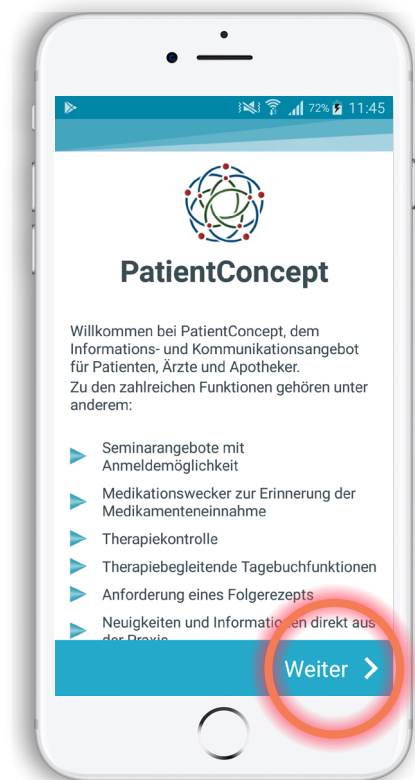 72% 11:45
PatientConcept
Willkommen bei PatientConcept, dem
Informations- und Kommunikationsangebot
für Patienten, Ärzte und Apotheker.
Zu den zahlreichen Funktionen gehören unter
anderem:
Seminarangebote mit
Anmeldemöglichkeit
Medikationswecker zur Erinnerung der
Medikamenteneinnahme
Therapiekontrolle
Therapiebegleitende Tagebuchfunktionen
Anforderung eines Folgerezepts
Neuigkeiten und Informationen direkt aus
der Praxis
Weiter